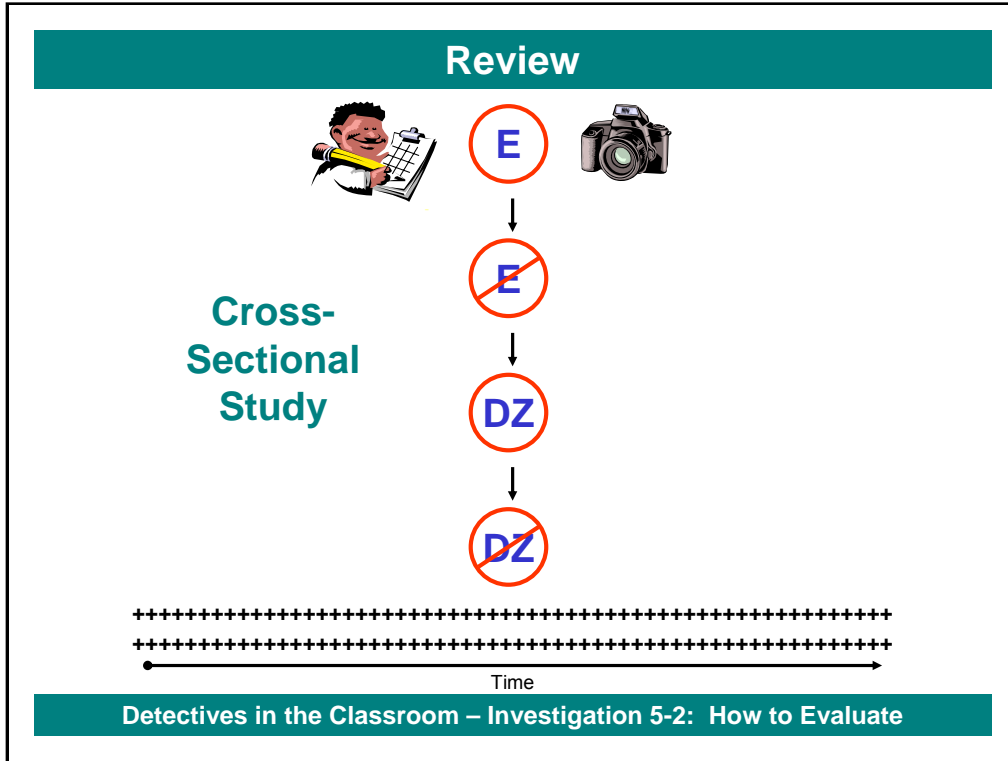 Review
E
E
Cross-
Sectional
Study
DZ
DZ
++++++++++++++++++++++++++++++++++++++++++++++++++++++++++
++++++++++++++++++++++++++++++++++++++++++++++++++++++++++
Time
Detectives in the Classroom – Investigation 5-2: How to Evaluate